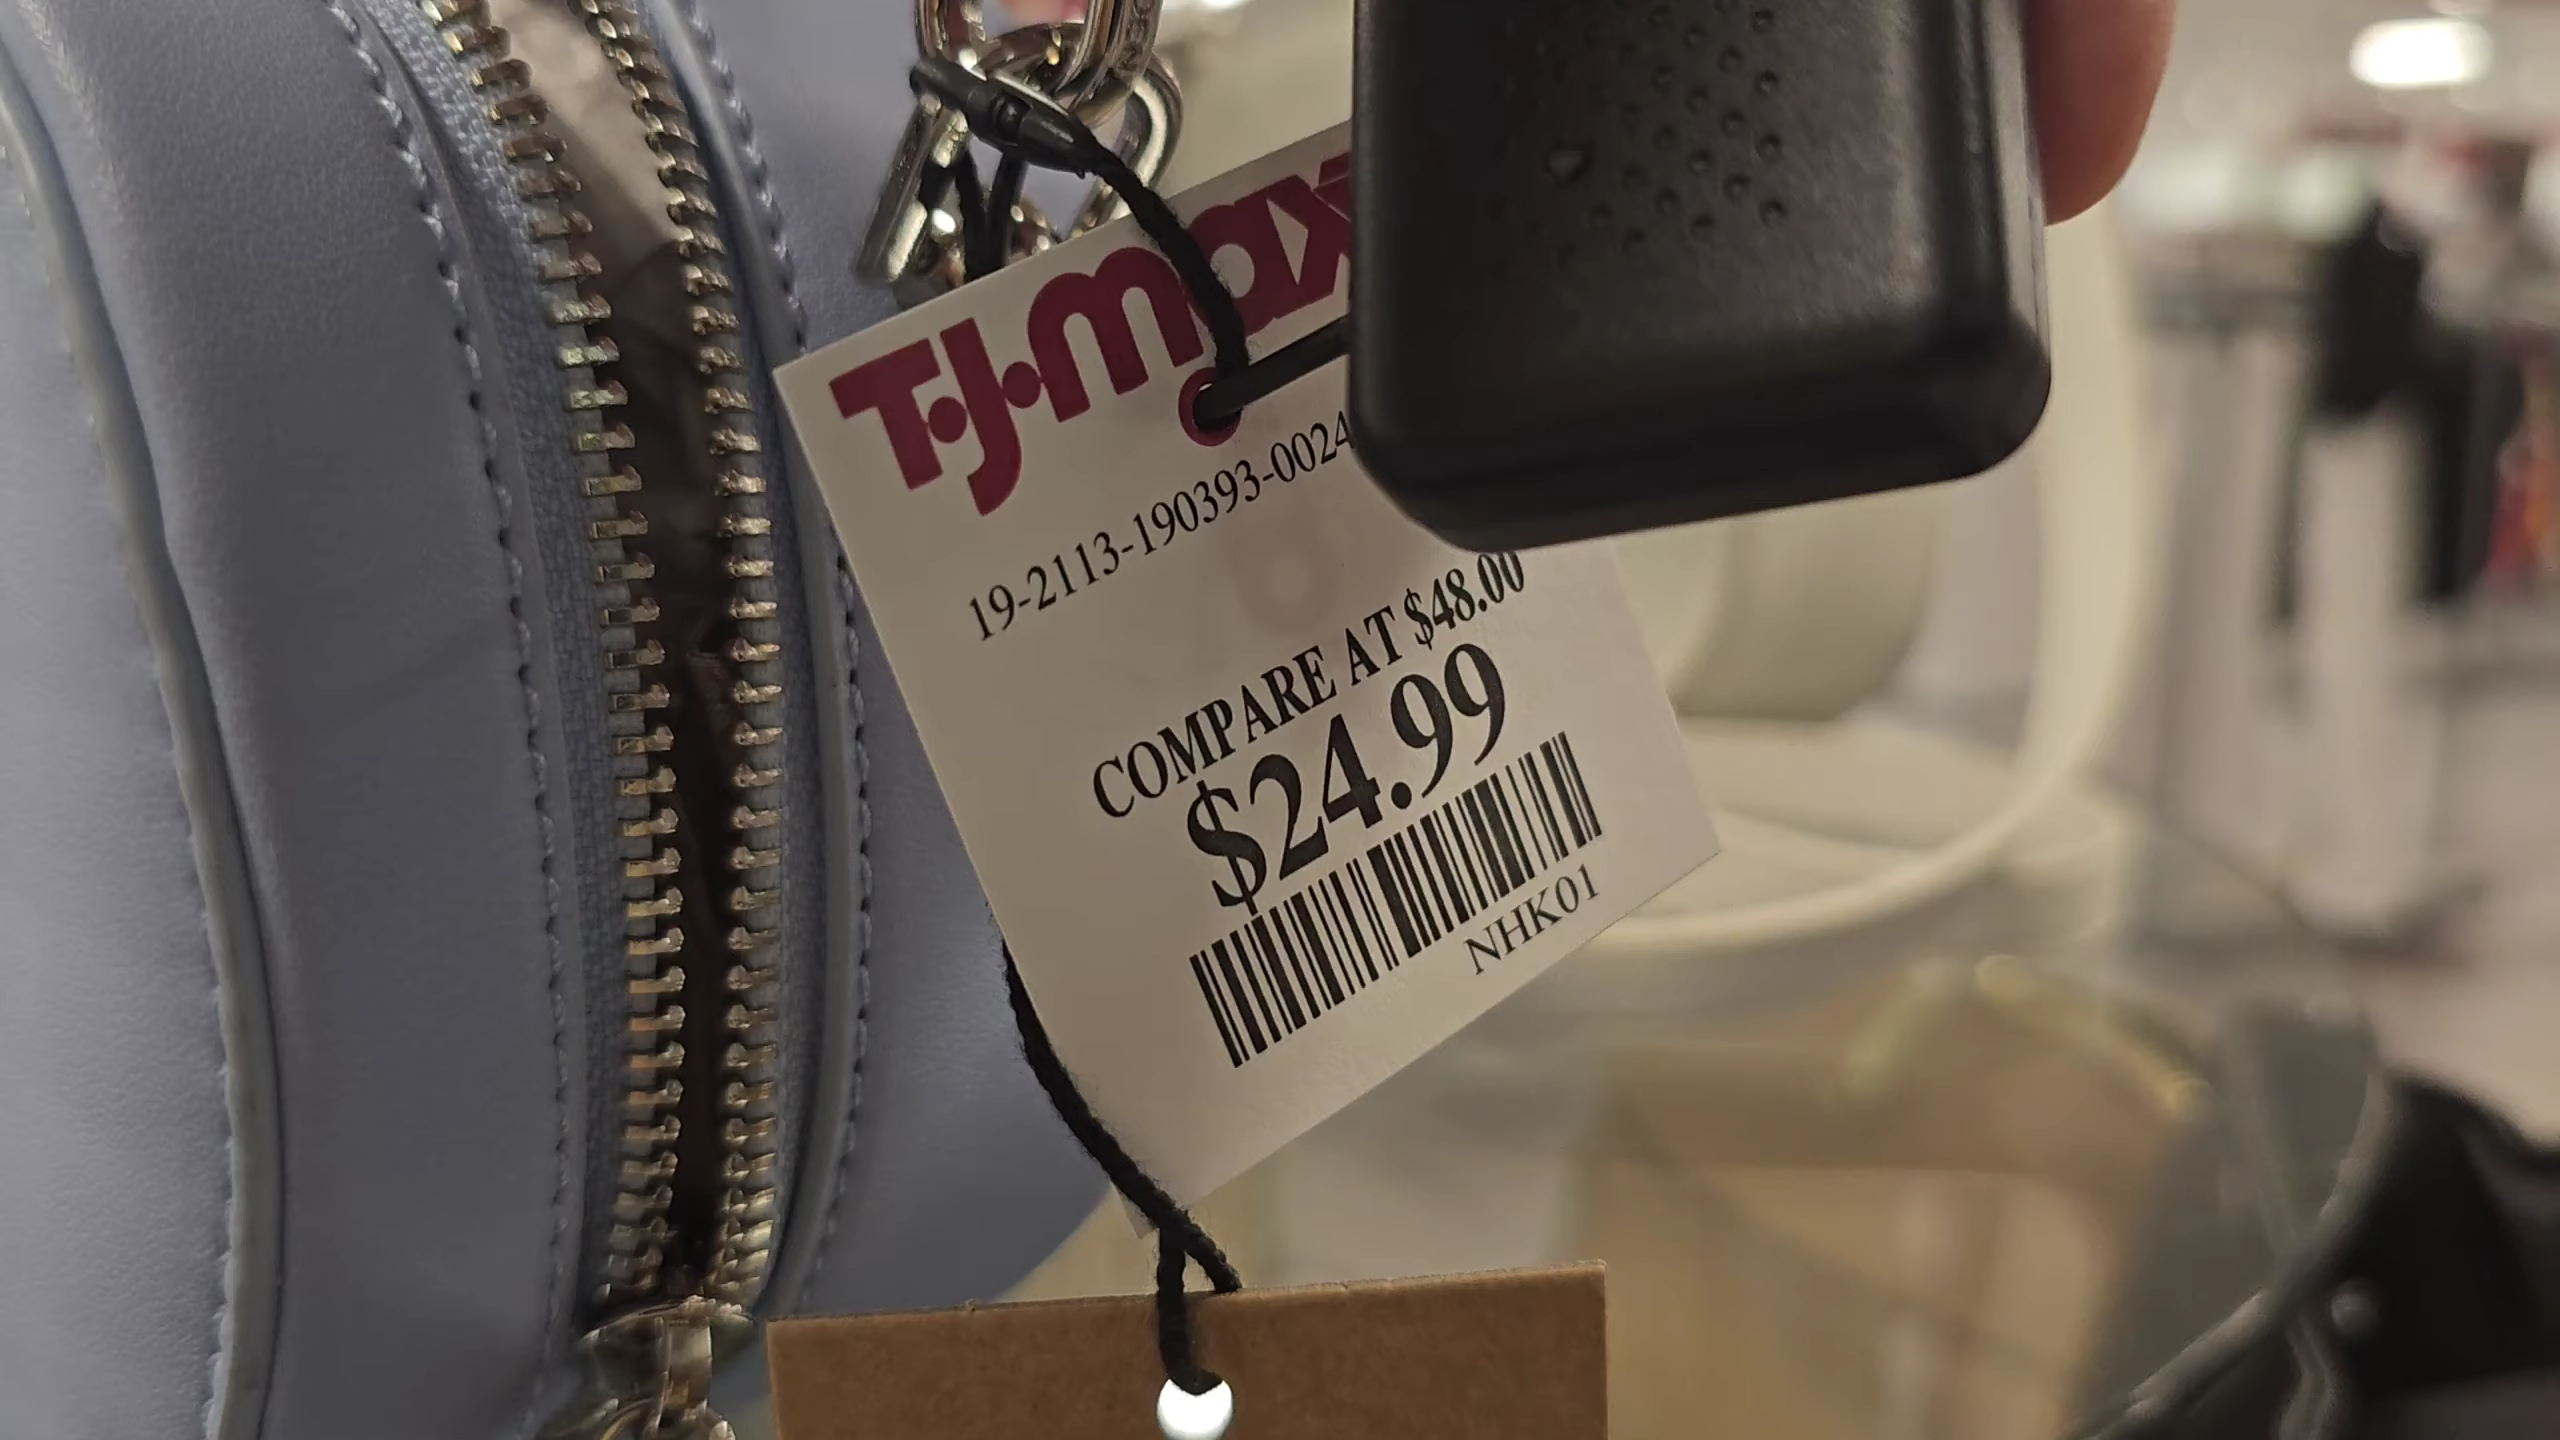 T•J•max
19-2113-190393-0024
COMPARE AT $48.00
$24.99
NHK01